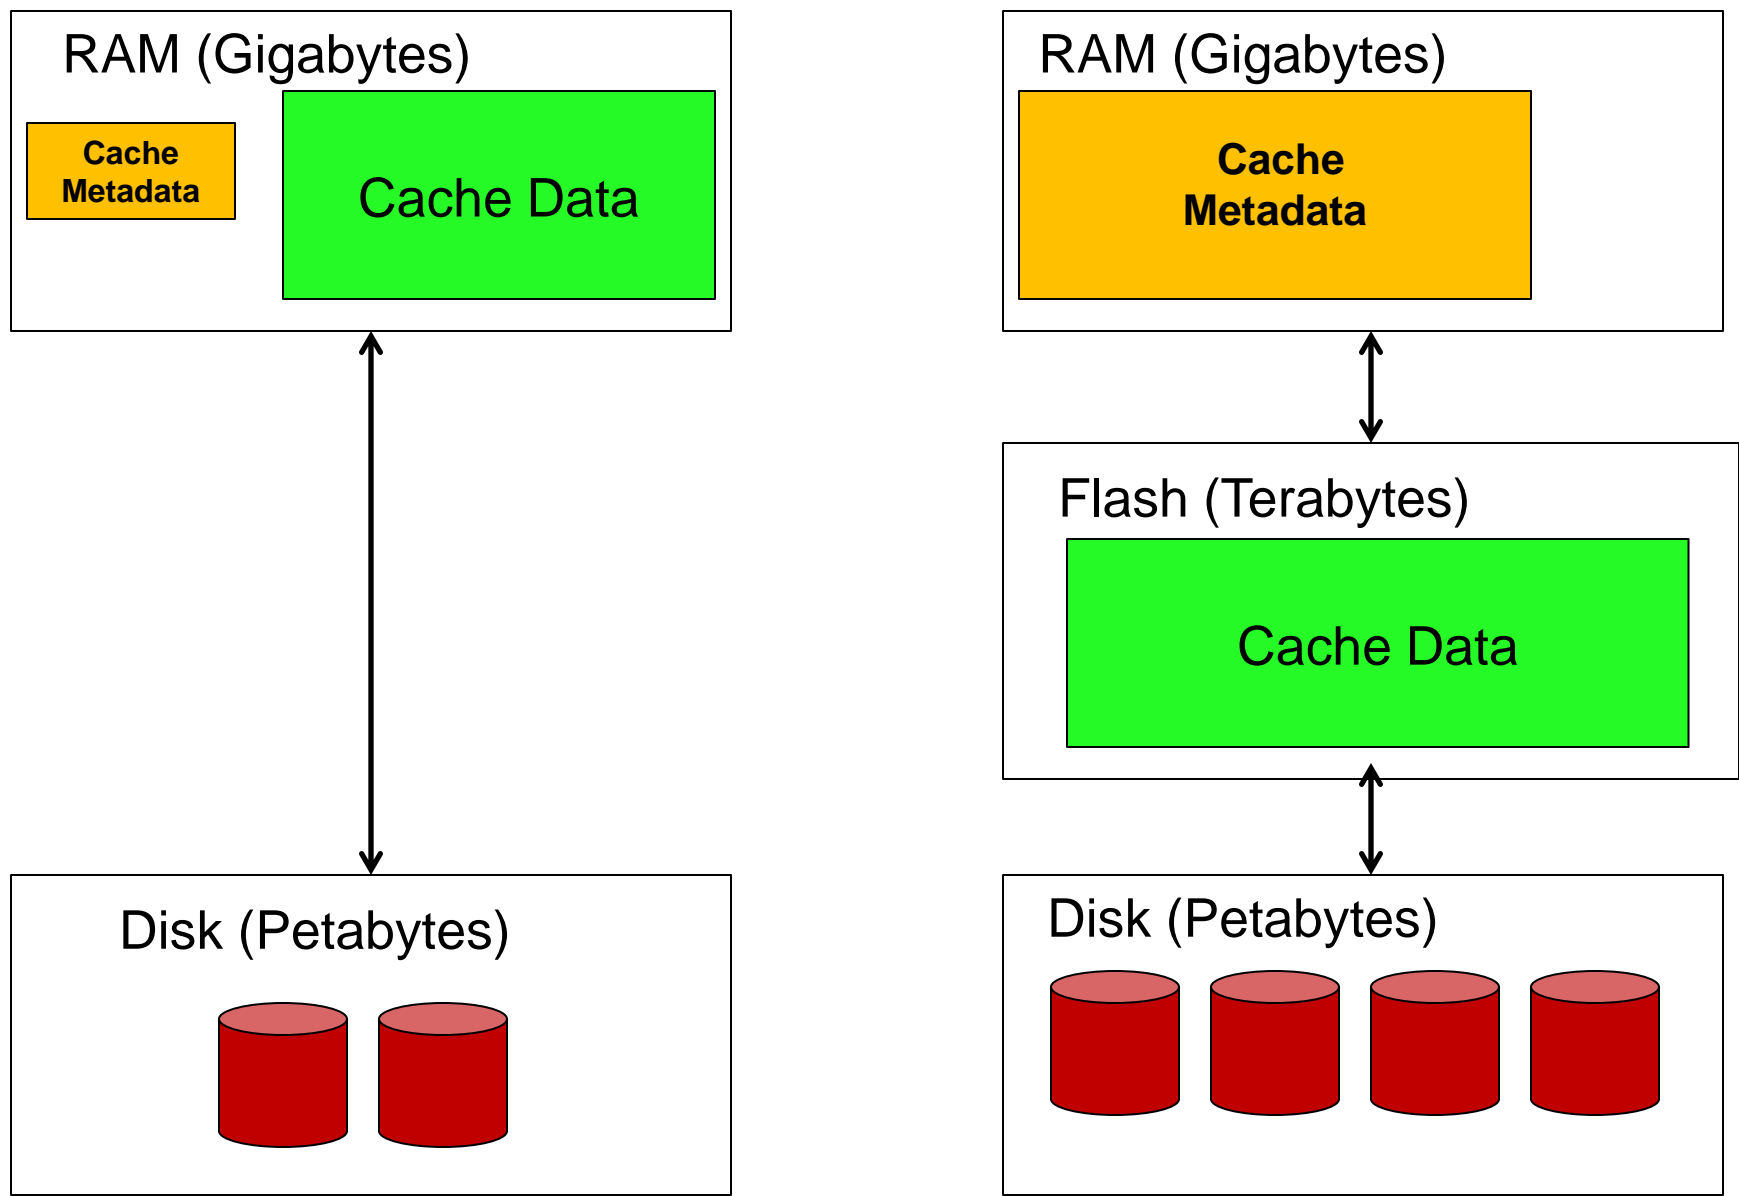 RAM (Gigabytes)
Cache
Metadata
Cache Data
Disk (Petabytes)
RAM (Gigabytes)
Cache
Metadata
Flash (Terabytes)
Cache Data
Disk (Petabytes)